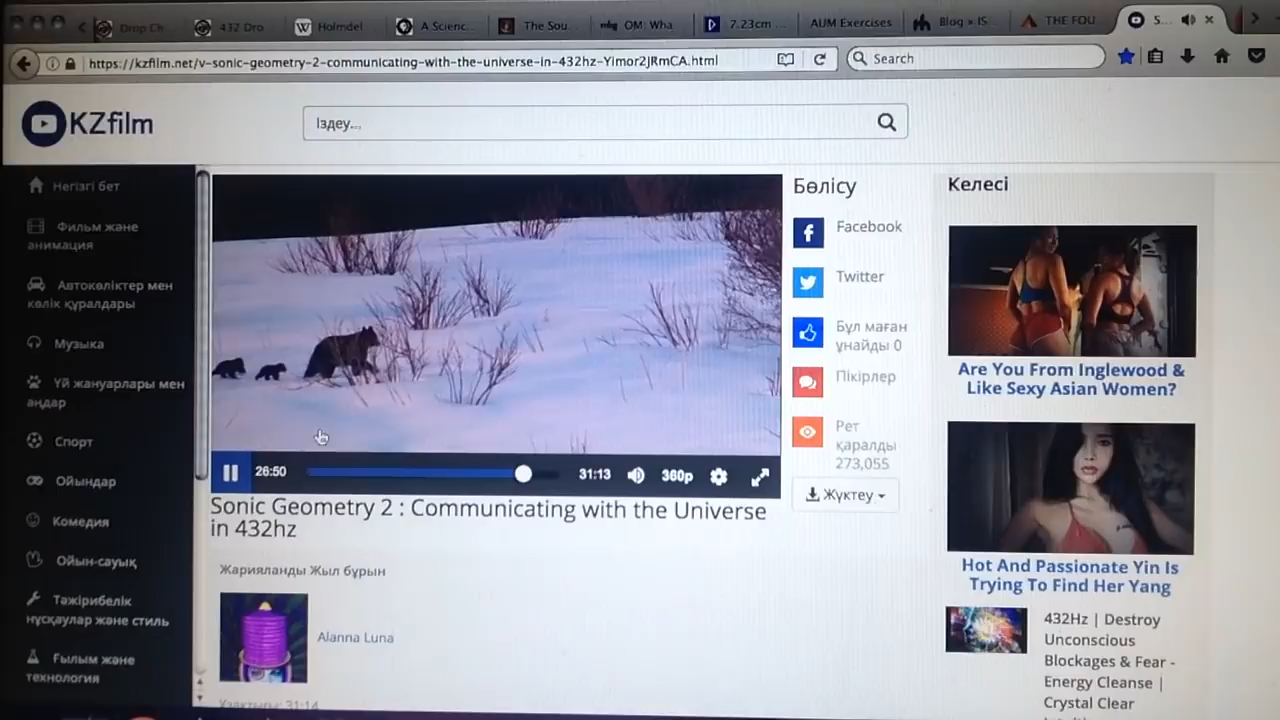 Drop Ch
432 Dro
Holmdel
A Scienc...
The Sou...
OM: Wha...
7.23cm ...
AUM Exercises
Blog » IS...
THE FOU
S...
https://kzfilm.net/v-sonic-geometry-2-communicating-with-the-universe-in-432hz-Yimor2JRmCA.html
Search
KZfilm
Іздеу...
Негізгі бет
Фильм және
анимация
Автокөліктер мен
көлік құралдары
Музыка
Үй жануарлары мен
аңдар
Спорт
Ойындар
Комедия
Ойын-сауық
Тәжірибелік
нұсқаулар және стиль
Ғылым және
технология
26:50
31:13
360p
Sonic Geometry 2 : Communicating with the Universe
in 432hz
Жарияланды Жыл бұрын
Alanna Luna
Ұзақтығы: 31:14
Бөлісу
Facebook
Twitter
Бұл маған
ұнайды 0
Пікірлер
Рет
қаралды
273,055
Жүктеу
Келесі
Are You From Inglewood &
Like Sexy Asian Women?
Hot And Passionate Yin Is
Trying To Find Her Yang
432Hz | Destroy
Unconscious
Blockages & Fear -
Energy Cleanse |
Crystal Clear